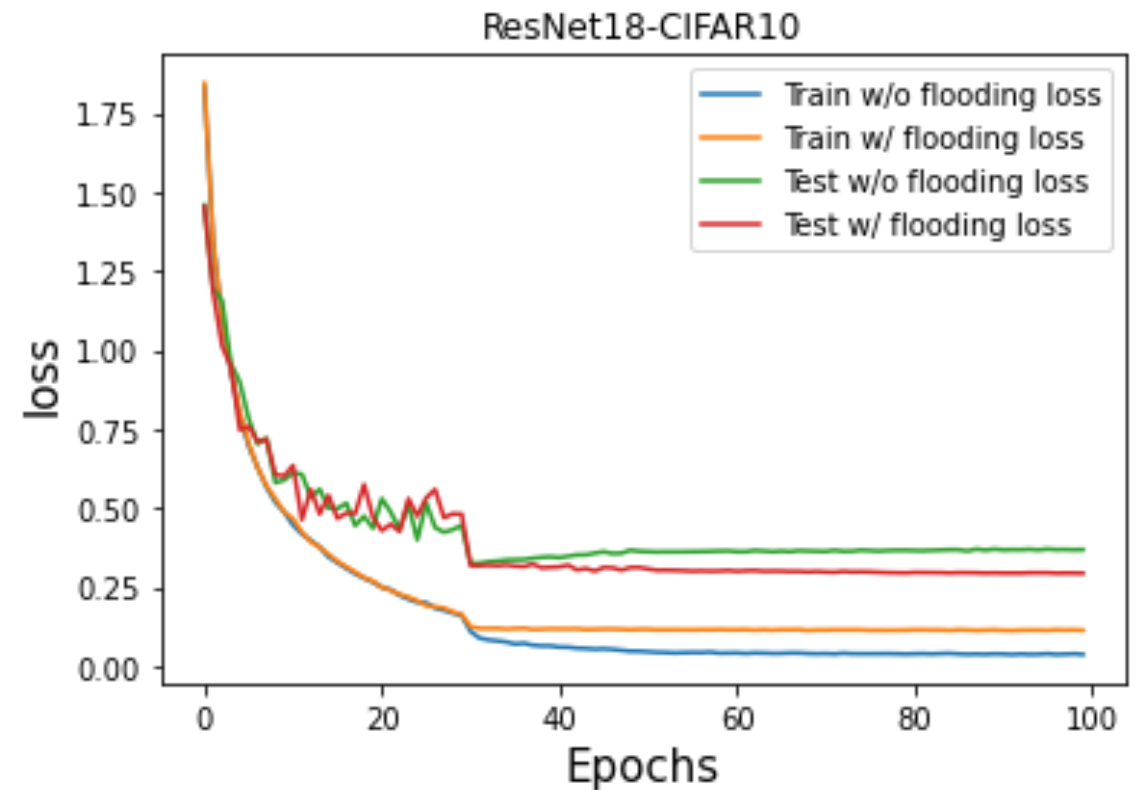 ResNet18-CIFAR10
Train w/o flooding loss
Train w/ flooding loss
Test w/o flooding loss
Test w/ flooding loss
1.75
1.50
1.25
1.00
0.75
0.50
0.25
0.00
loss
0 20 40 60 80 100
Epochs